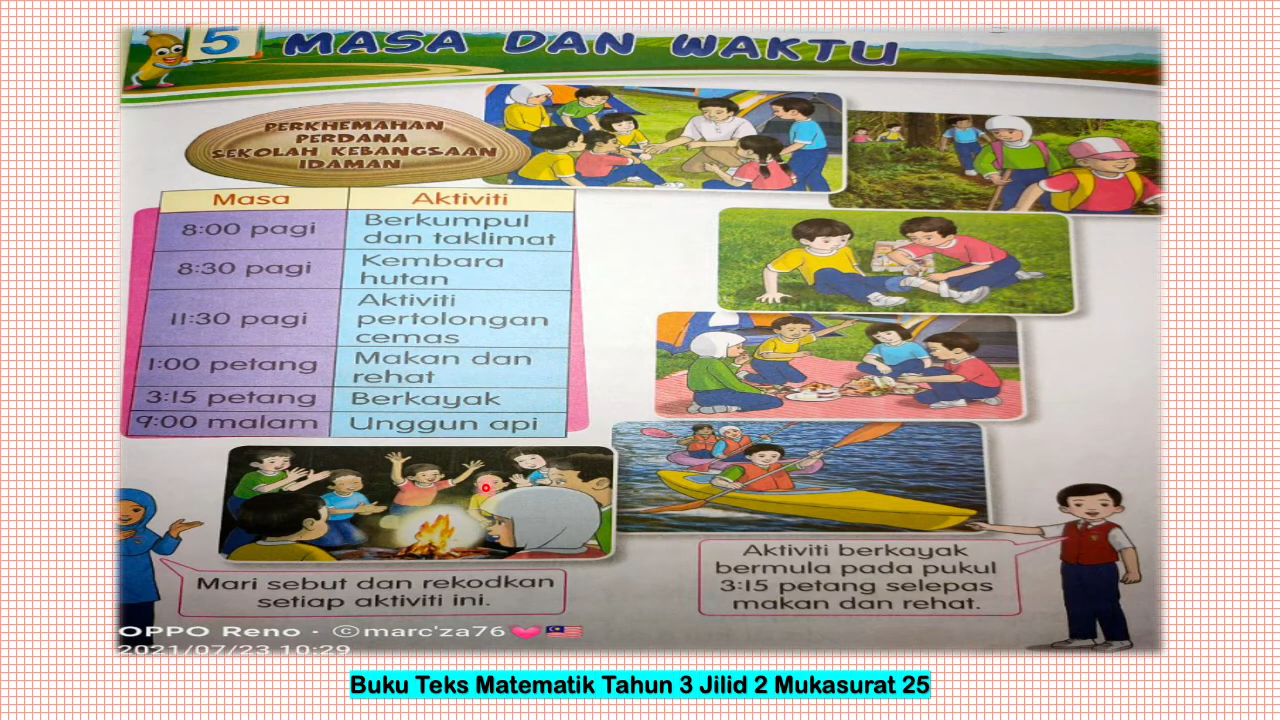 5 MASA DAN WAKTU
PERKHEMAHAN
PERDANA
SEKOLAH KEBANGSAAN
IDAMAN
Masa Aktiviti
8:00 pagi Berkumpul
dan taklimat
8:30 pagi Kembara
hutan
11:30 pagi Aktiviti
pertolongan
cemas
1:00 petang Makan dan
rehat
3:15 petang Berkayak
9:00 malam Unggun api
Mari sebut dan rekodkan
setiap aktiviti ini.
Aktiviti berkayak
bermula pada pukul
3:15 petang selepas
makan dan rehat.
OPPO Reno · ©marc'za76
2021/07/23 10:29
Buku Teks Matematik Tahun 3 Jilid 2 Mukasurat 25